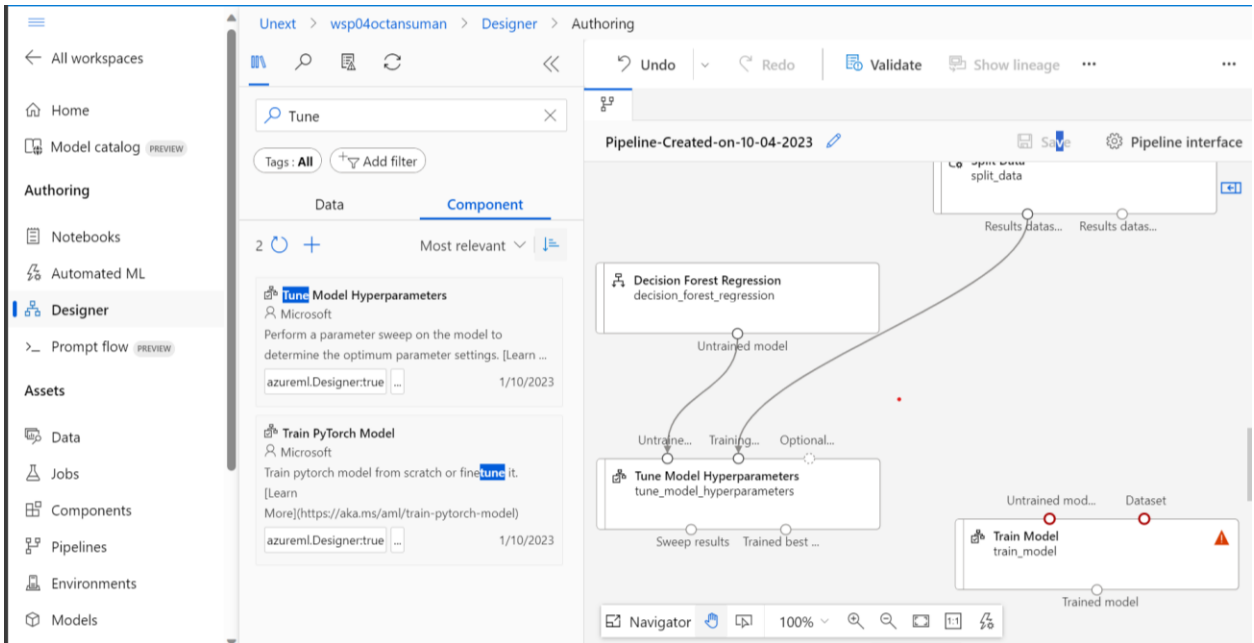 Unext > wsp04octansuman > Designer > Authoring
All workspaces
Home
Model catalog PREVIEW
Authoring
Notebooks
Automated ML
Designer
Prompt flow PREVIEW
Assets
Data
Jobs
Components
Pipelines
Environments
Models
Tune
Tags : All
Add filter
Data
Component
2
Most relevant
Tune Model Hyperparameters
Microsoft
Perform a parameter sweep on the model to
determine the optimum parameter settings. [Learn ...
azureml.Designer:true ...
1/10/2023
Train PyTorch Model
Microsoft
Train pytorch model from scratch or finetune it.
[Learn
More](https://aka.ms/aml/train-pytorch-model)
azureml.Designer:true ...
1/10/2023
Undo
Redo
Validate
Show lineage
...
...
Pipeline-Created-on-10-04-2023
Save
Pipeline interface
Split Data
split_data
Results datas...
Results datas...
Decision Forest Regression
decision_forest_regression
Untrained model
Untraine...
Training...
Optional...
Tune Model Hyperparameters
tune_model_hyperparameters
Sweep results
Trained best ...
Untrained mod...
Dataset
Train Model
train_model
Trained model
Navigator
100%
1:1